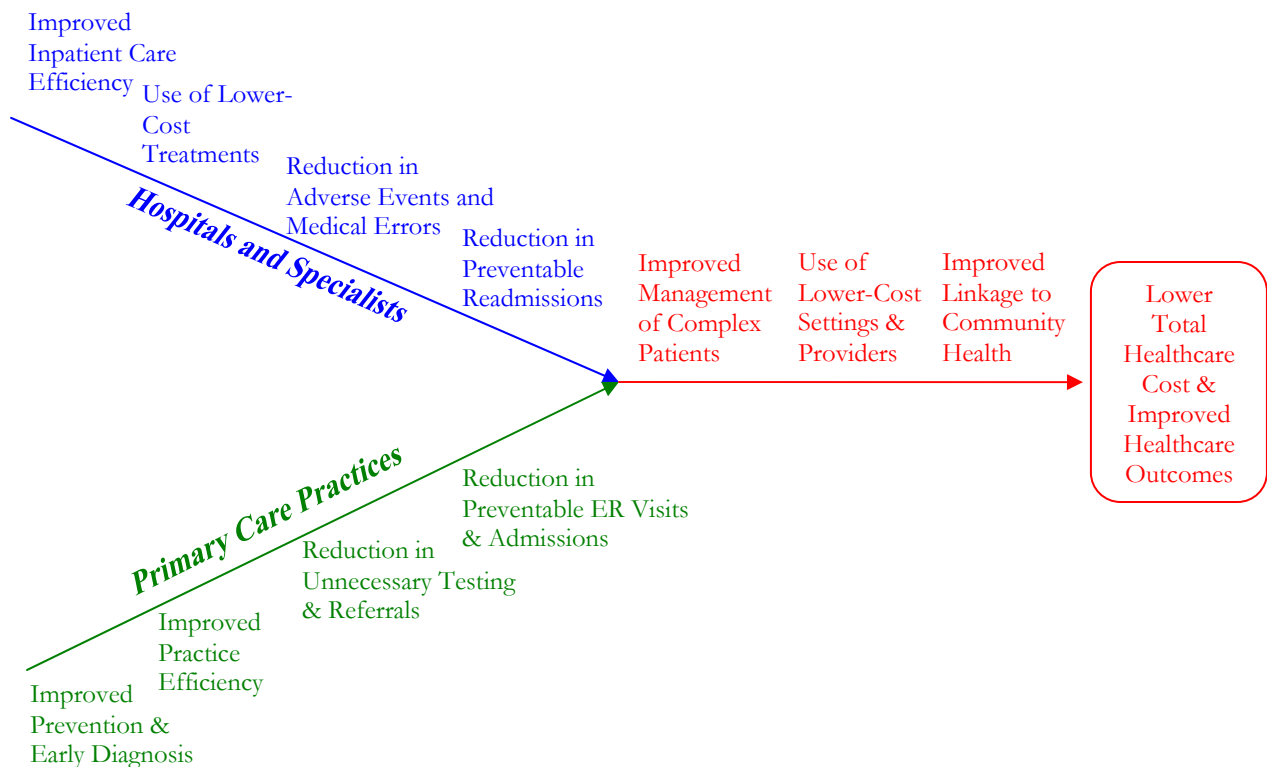 Improved
Inpatient Care
Efficiency
Use of Lower-
Cost
Treatments
Reduction in
Adverse Events and
Medical Errors
Reduction in
Preventable
Readmissions
Hospitals and Specialists
Improved
Management
of Complex
Patients
Use of
Lower-Cost
Settings &
Providers
Improved
Linkage to
Community
Health
Lower
Total
Healthcare
Cost &
Improved
Healthcare
Outcomes
Primary Care Practices
Reduction in
Preventable ER Visits
& Admissions
Reduction in
Unnecessary Testing
& Referrals
Improved
Practice
Efficiency
Improved
Prevention &
Early Diagnosis